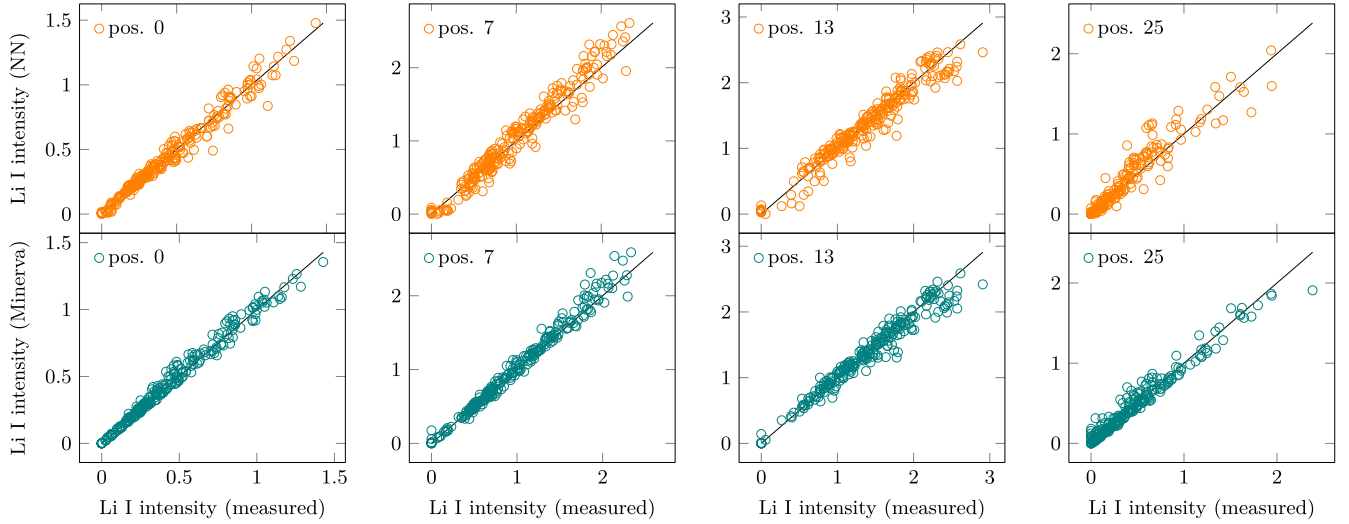 Li I intensity (NN)
1.5
1
0.5
0
pos. 0
2
1
0
pos. 7
3
2
1
0
pos. 13
2
1
0
pos. 25
Li I intensity (Minerva)
1.5
1
0.5
0
pos. 0
0 0.5 1 1.5
Li I intensity (measured)
2
1
0
pos. 7
0 1 2
Li I intensity (measured)
3
2
1
0
pos. 13
0 1 2 3
Li I intensity (measured)
2
1
0
pos. 25
0 1 2
Li I intensity (measured)